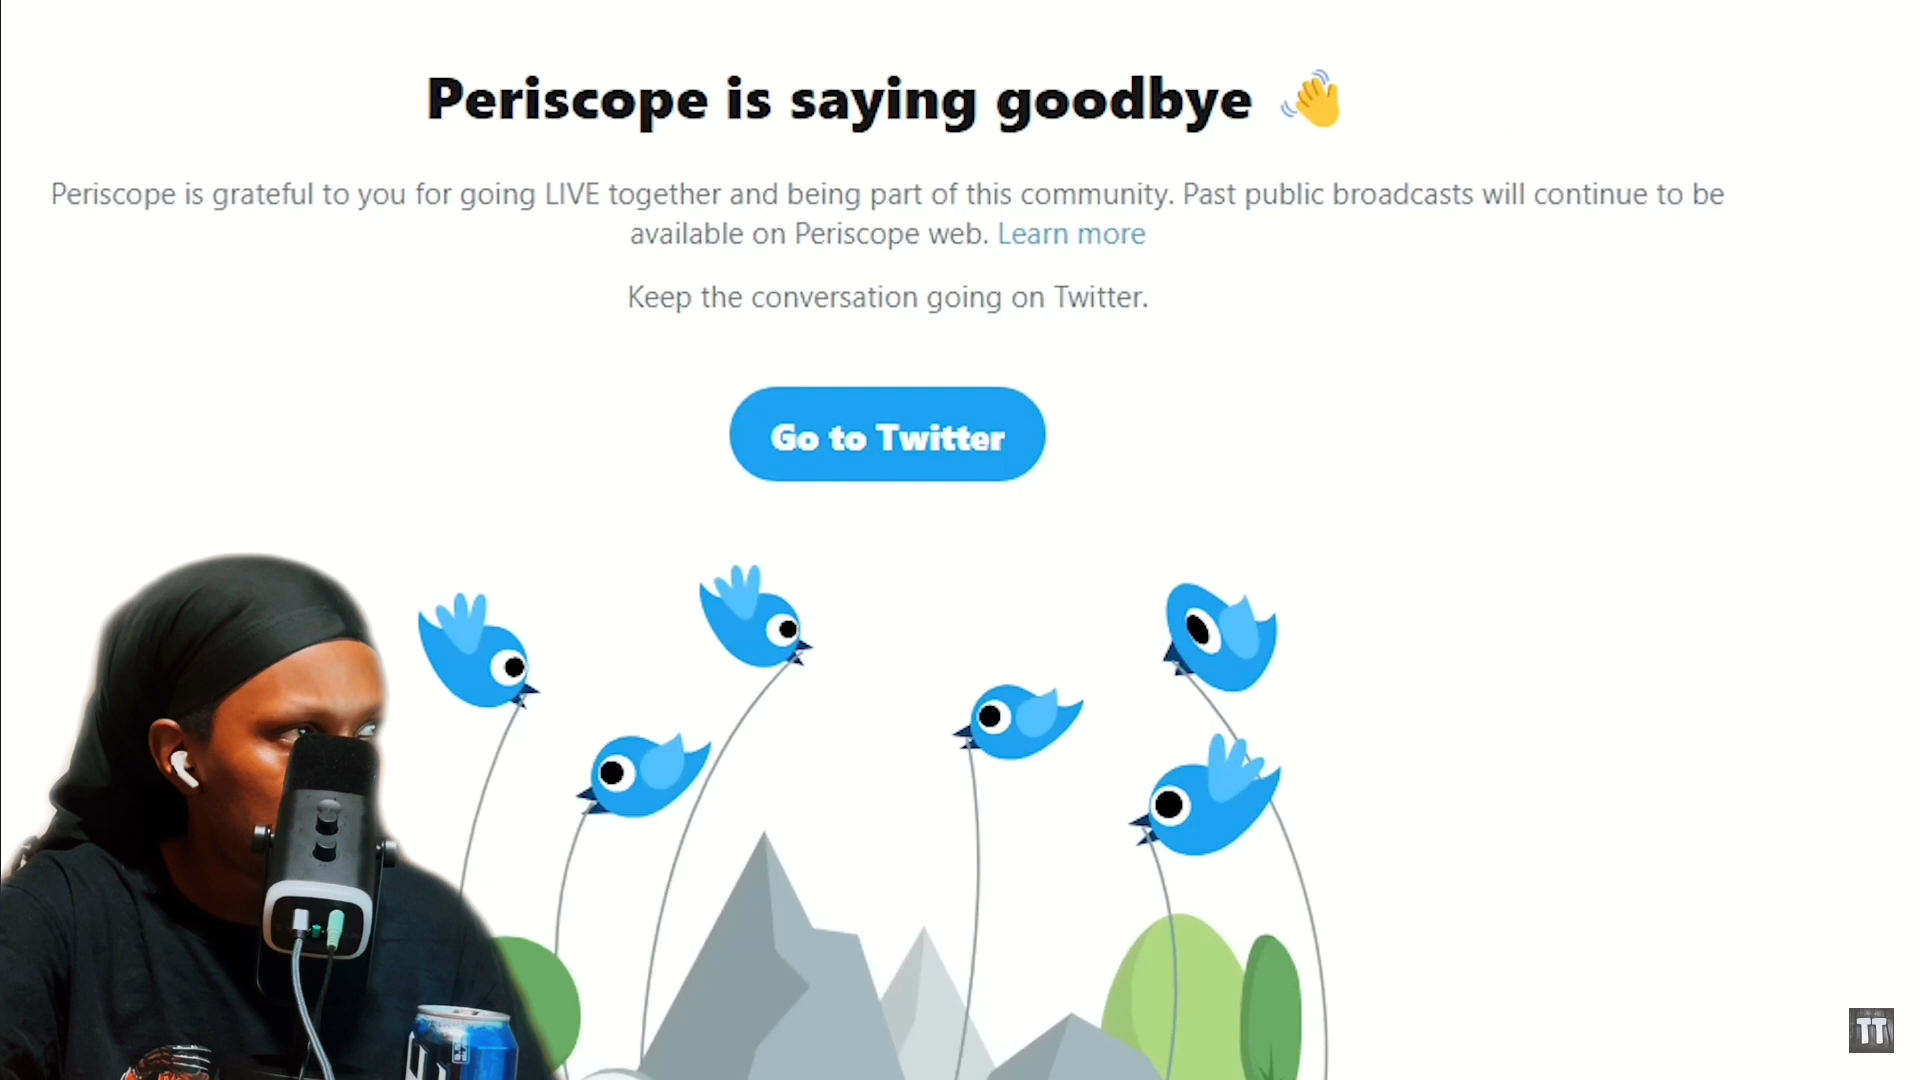 Periscope is saying goodbye 👋
Periscope is grateful to you for going LIVE together and being part of this community. Past public broadcasts will continue to be
available on Periscope web. Learn more
Keep the conversation going on Twitter.
Go to Twitter
TT